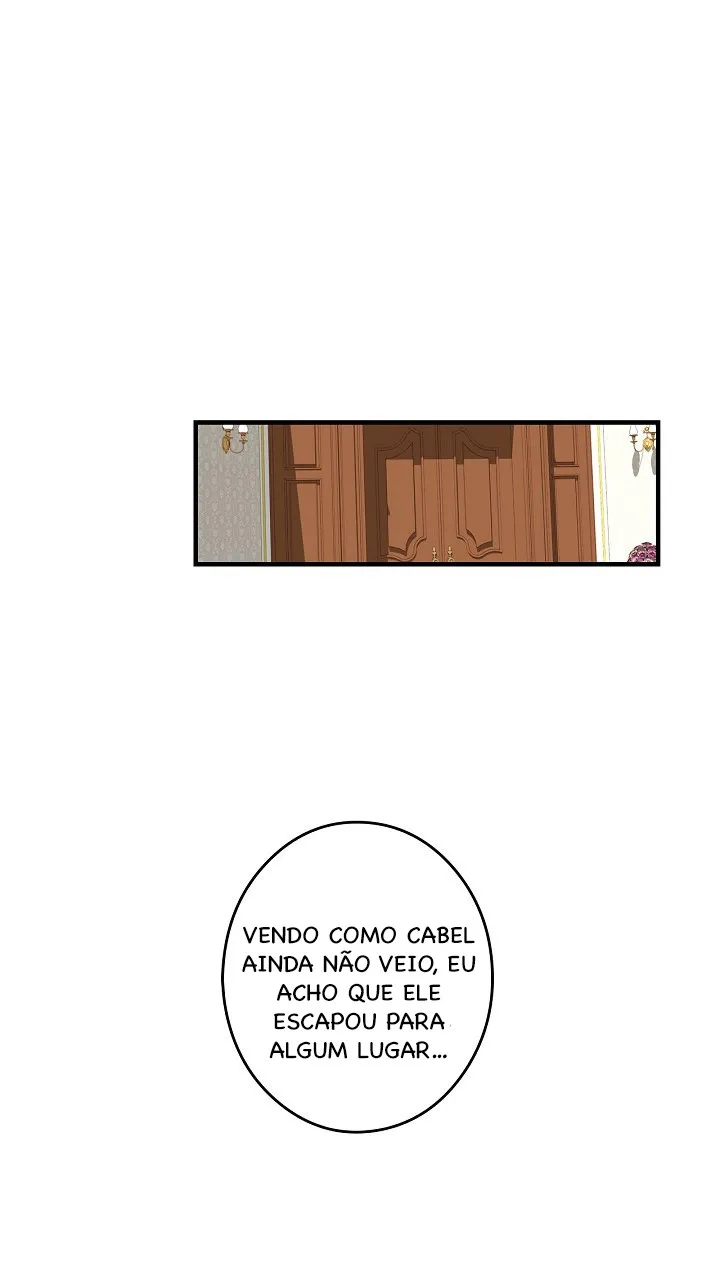 VENDO COMO CABEL
AINDA NÃO VEIO, EU
ACHO QUE ELE
ESCAPOU PARA
ALGUM LUGAR...